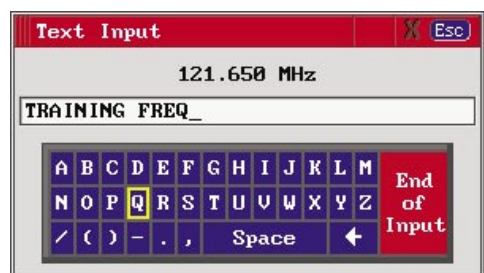 Text Input X Esc
121.650 MHz
TRAINING FREQ_
A B C D E F G H I J K L M
N O P Q R S T U V W X Y Z
/ ( ) - . , Space ←
End
of
Input